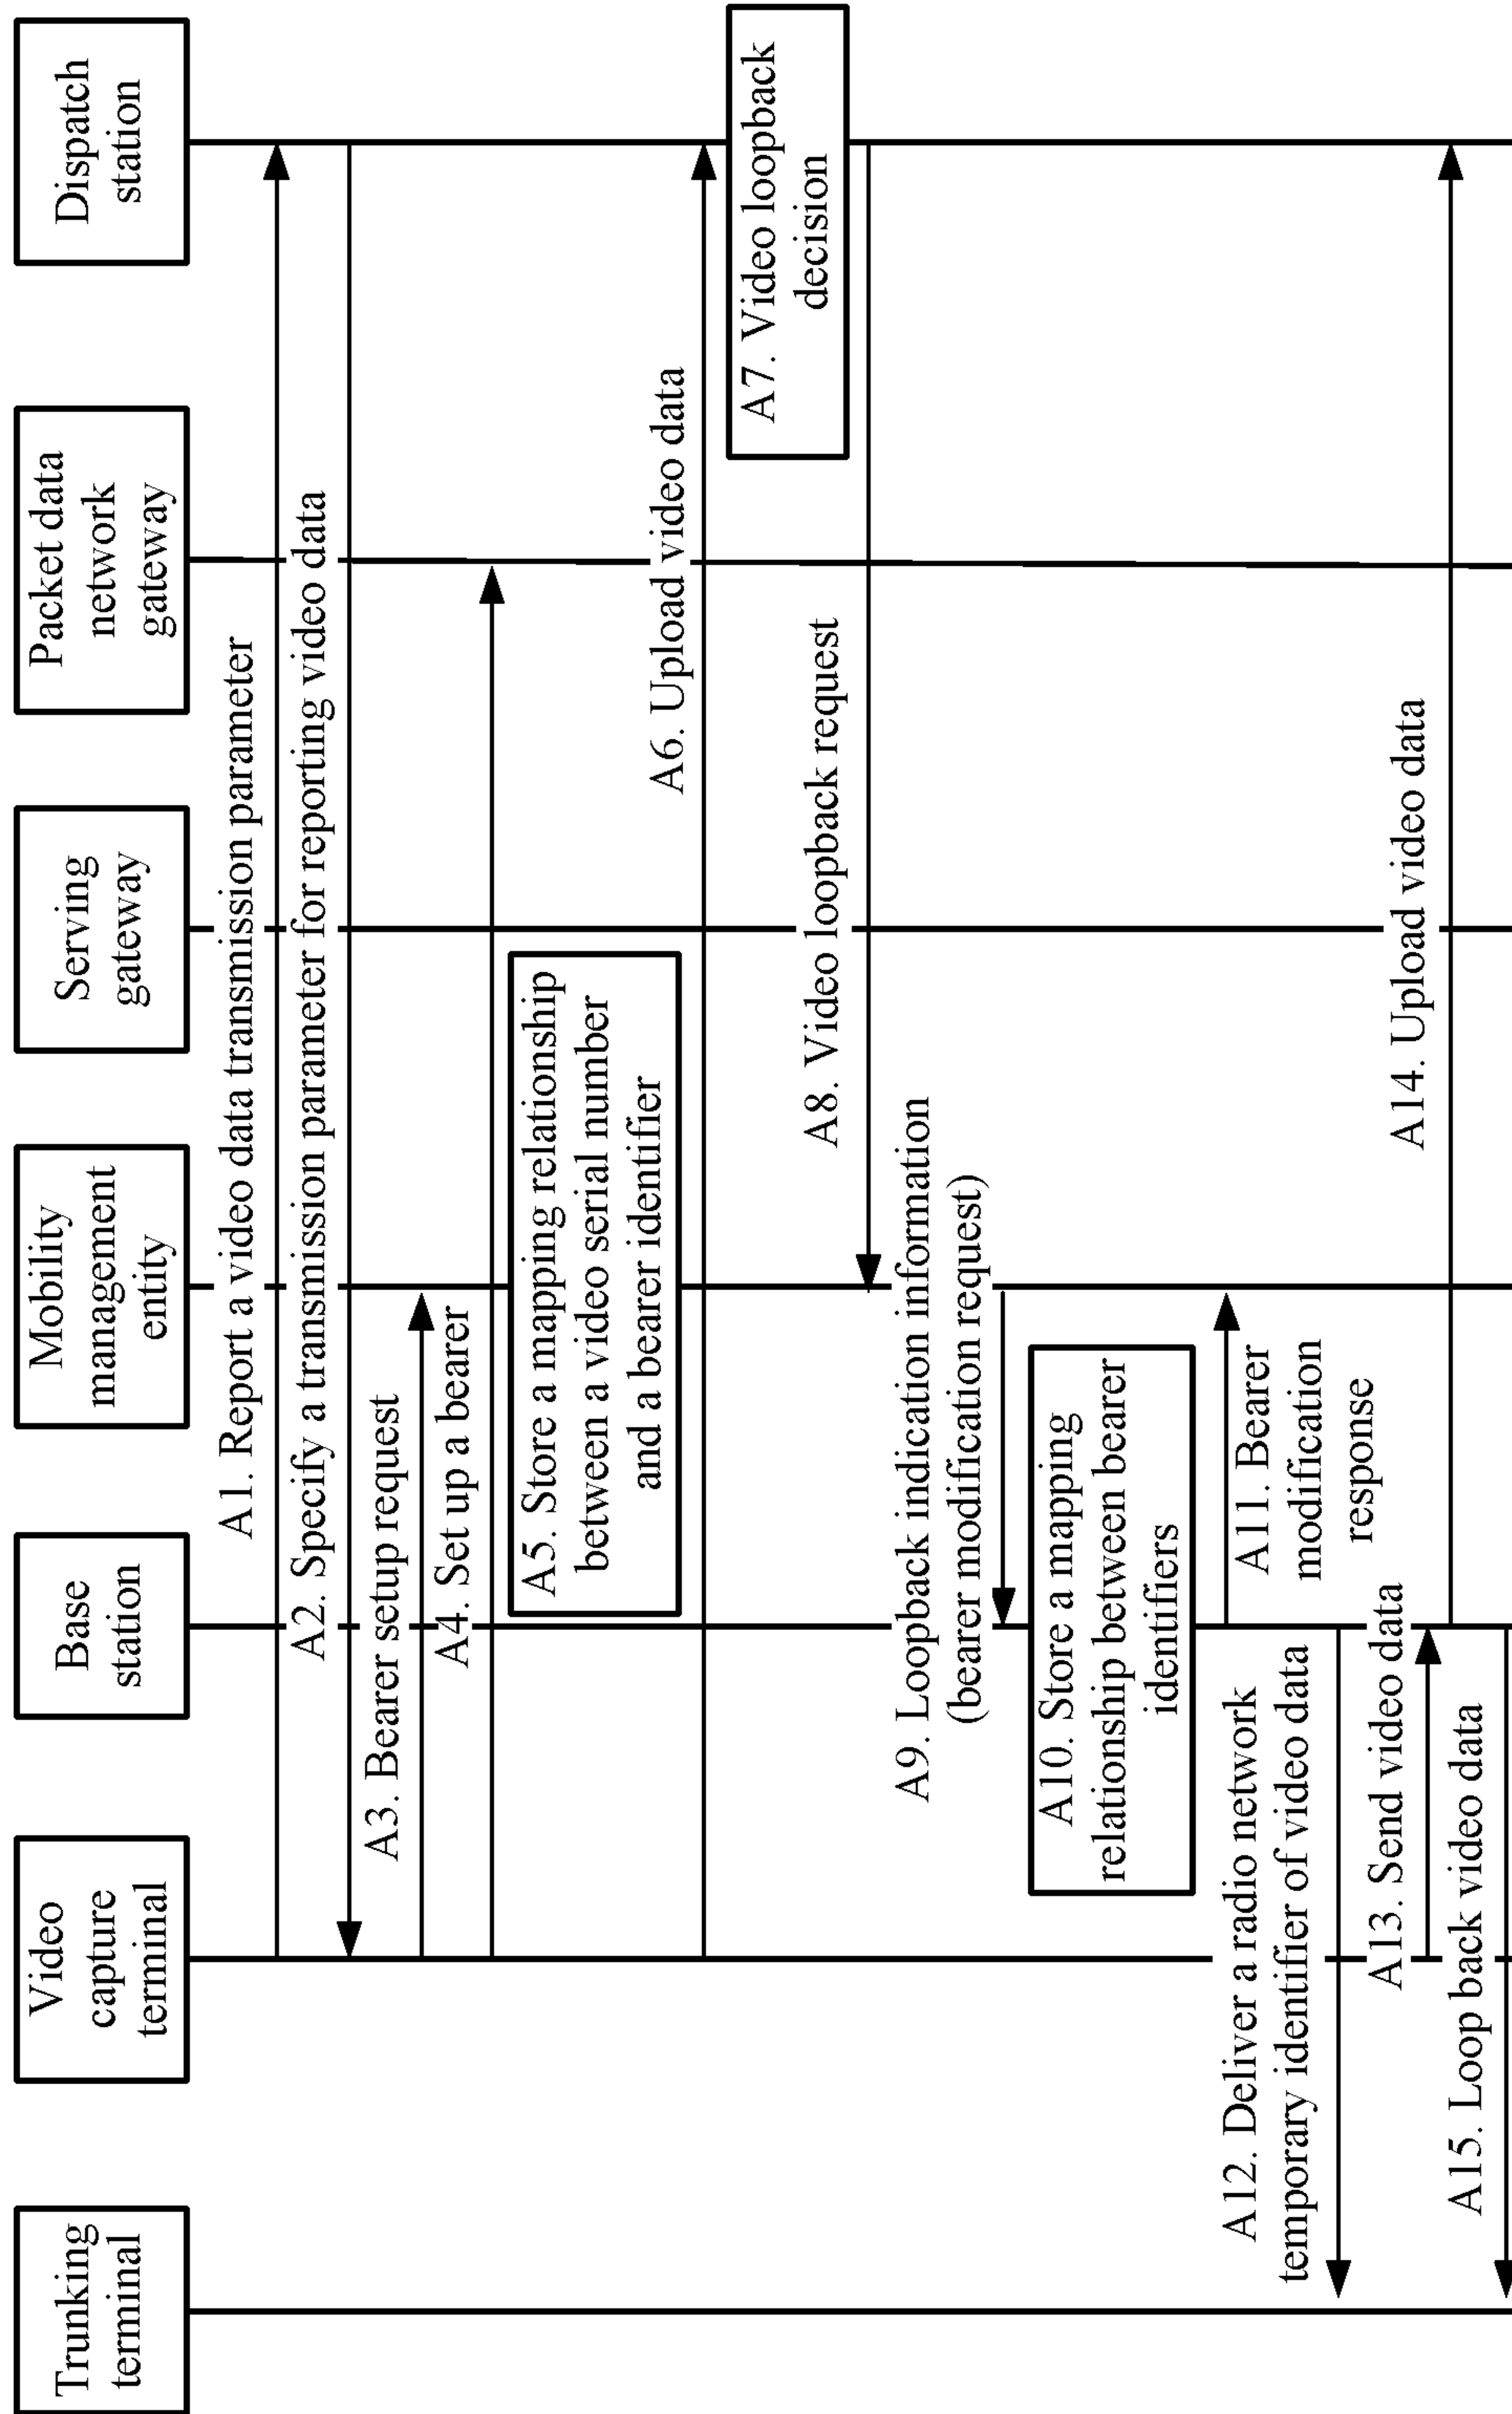 Trunking
terminal
Video
capture
terminal
Base
station
Mobility
management
entity
Serving
gateway
Packet data
network
gateway
Dispatch
station
A1. Report a video data transmission parameter
A2. Specify a transmission parameter for reporting video data
A3. Bearer setup request
A4. Set up a bearer
A5. Store a mapping relationship
between a video serial number
and a bearer identifier
A6. Upload video data
A7. Video loopback
decision
A8. Video loopback request
A9. Loopback indication information
(bearer modification request)
A10. Store a mapping
relationship between bearer
identifiers
A11. Bearer
modification
response
A12. Deliver a radio network
temporary identifier of video data
A13. Send video data
A14. Upload video data
A15. Loop back video data